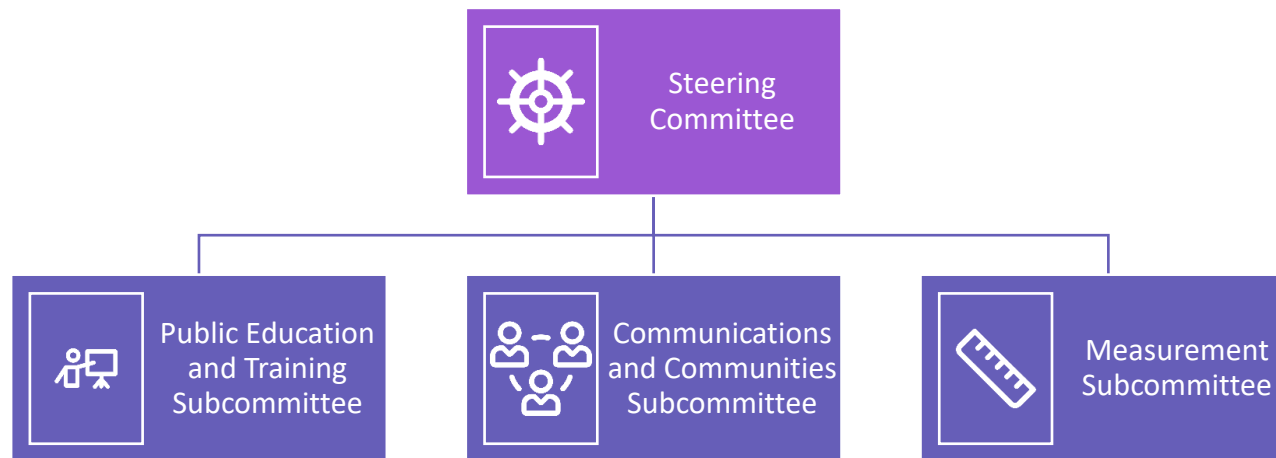 Steering
Committee
Public Education
and Training
Subcommittee
Communications
and Communities
Subcommittee
Measurement
Subcommittee